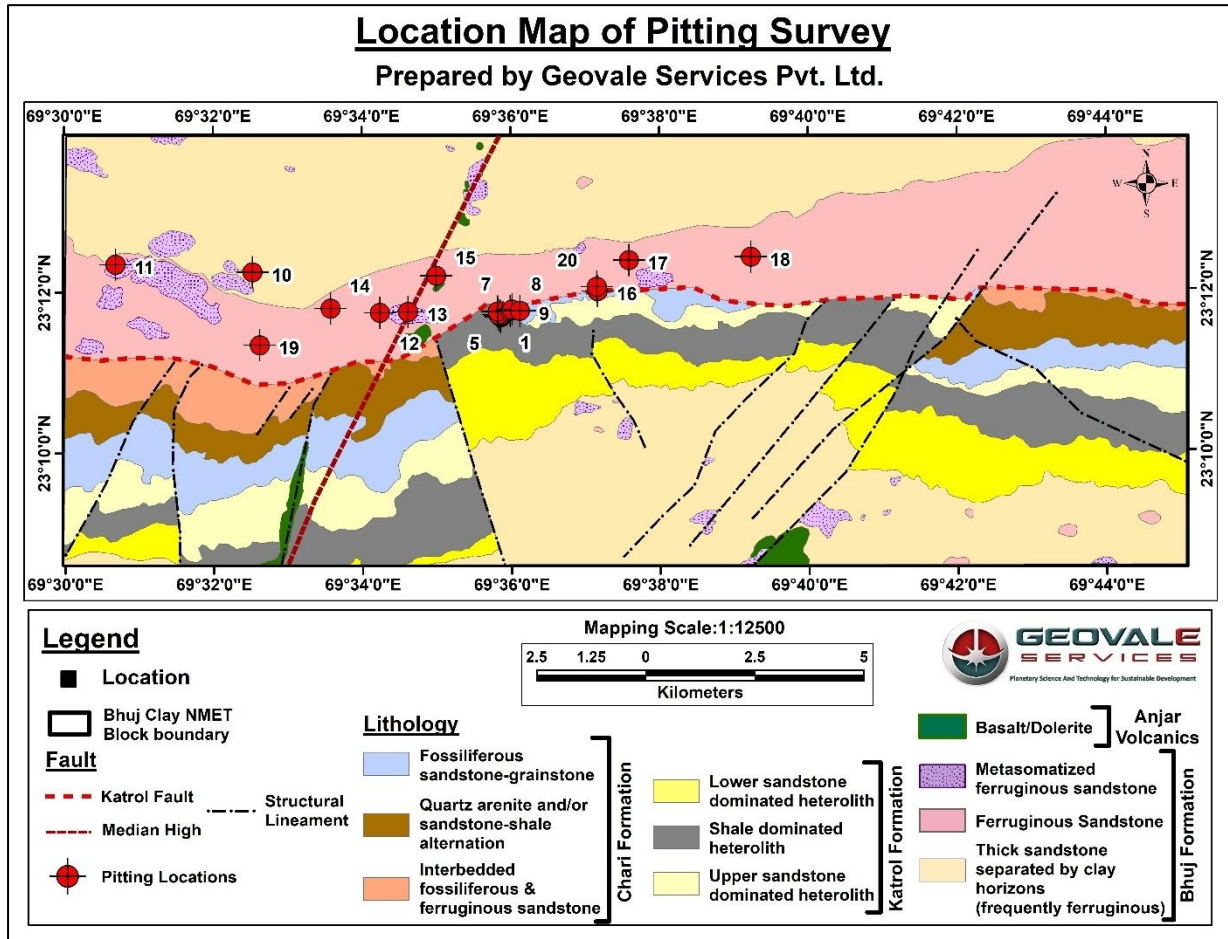 Location Map of Pitting Survey
Prepared by Geovale Services Pvt. Ltd.
69°30'0"E 69°32'0"E 69°34'0"E 69°36'0"E 69°38'0"E 69°40'0"E 69°42'0"E 69°44'0"E
N
W E
S
23°12'0"N 23°12'0"N
23°10'0"N 23°10'0"N
11
10
14
15
7
8
20
17
18
16
19
12
13
5
9
1
69°30'0"E 69°32'0"E 69°34'0"E 69°36'0"E 69°38'0"E 69°40'0"E 69°42'0"E 69°44'0"E
Legend
Location
Bhuj Clay NMET
Block boundary
Fault
Katrol Fault
Median High
Structural
Lineament
Pitting Locations
Mapping Scale:1:12500
2.5 1.25 0 2.5 5
Kilometers
Lithology
Fossiliferous
sandstone-grainstone
Quartz arenite and/or
sandstone-shale
alternation
Interbedded
fossiliferous &
ferruginous sandstone
Chari Formation
Lower sandstone
dominated heterolith
Shale dominated
heterolith
Upper sandstone
dominated heterolith
Katrol Formation
GEOVALE
SERVICES
Planetary Science And Technology for Sustainable Development
Basalt/Dolerite
Anjar
Volcanics
Metasomatized
ferruginous sandstone
Ferruginous Sandstone
Thick sandstone
separated by clay
horizons
(frequently ferruginous)
Bhuj Formation